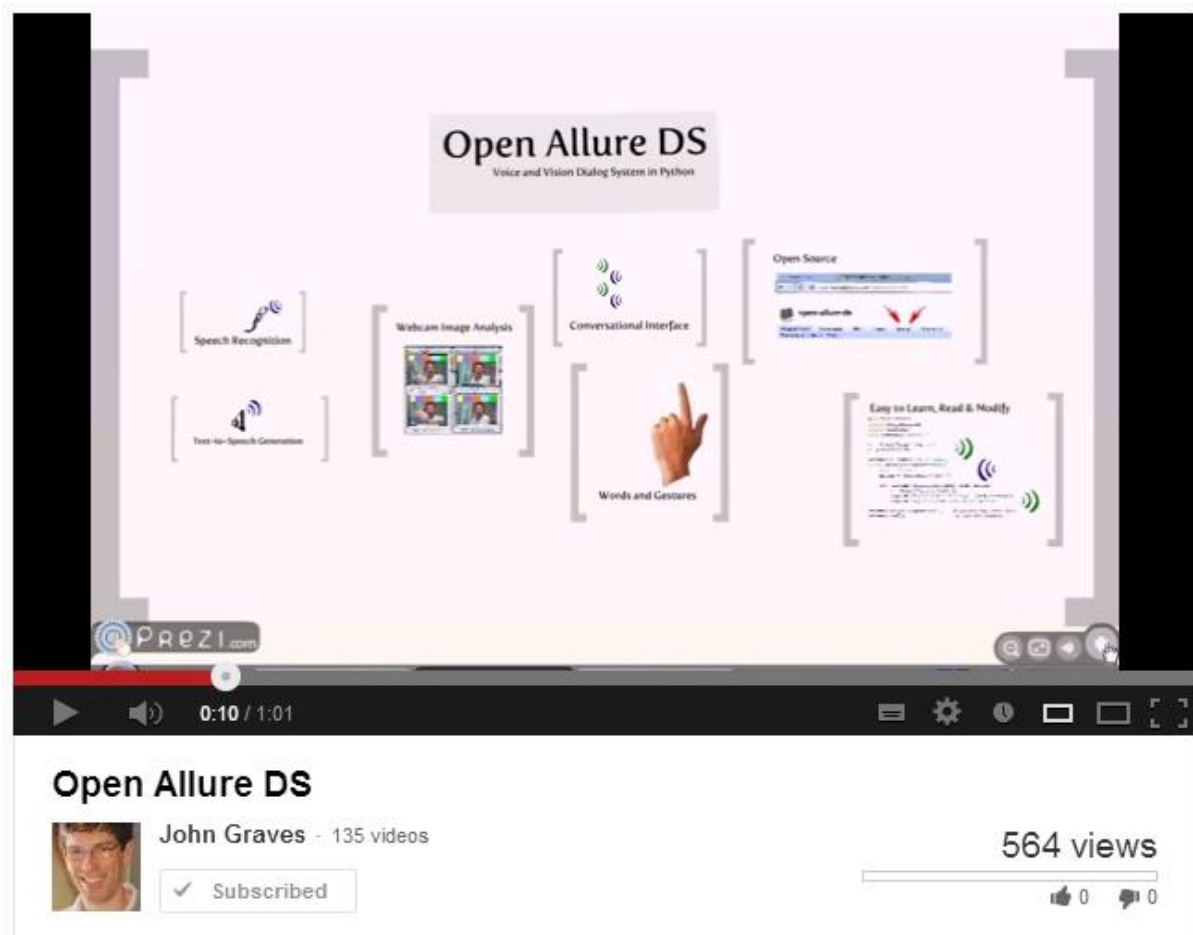 Open Allure DS
Voice and Vision Dialog System in Python
Speech Recognition
Text-to-Speech Generation
Webcam Image Analysis
Conversational Interface
Words and Gestures
Open Source
open-allure-ds
Easy to Learn, Read & Modify
PREZI.com
0:10 / 1:01
Open Allure DS
John Graves - 135 videos
Subscribed
564 views
0 0